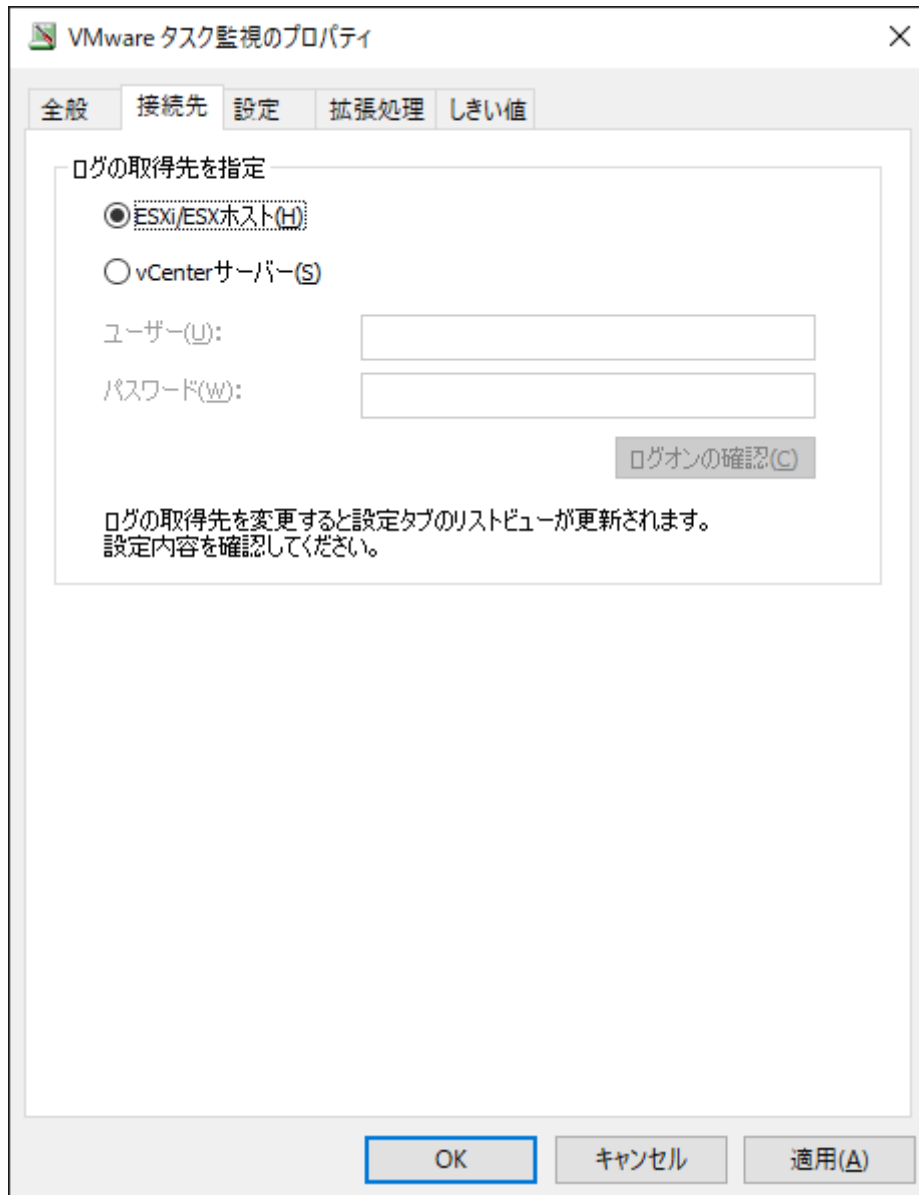 VMware タスク監視のプロパティ
全般 接続先 設定 拡張処理 しきい値
ログの取得先を指定
ESXi/ESXホスト(H)
vCenterサーバー(S)
ユーザー(U):
パスワード(W):
ログオンの確認(C)
ログの取得先を変更すると設定タブのリストビューが更新されます。
設定内容を確認してください。
OK キャンセル 適用(A)